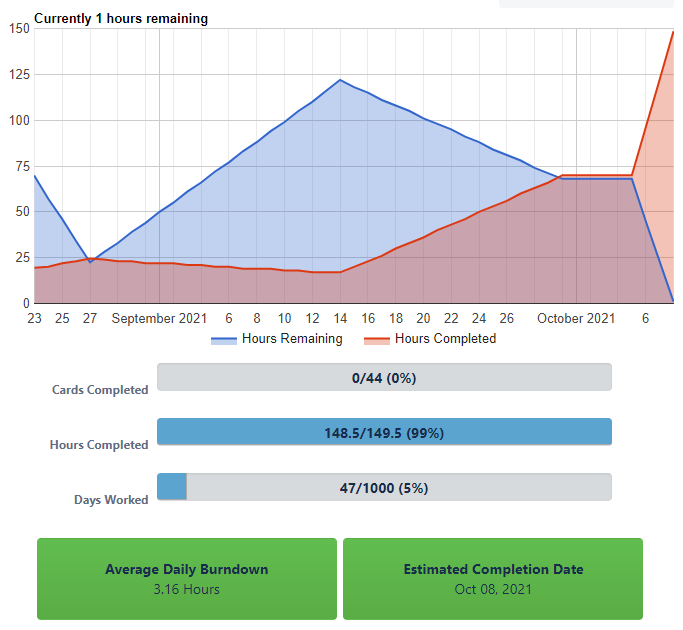 Currently 1 hours remaining
150
125
100
75
50
25
0
23 25 27 September 2021 6 8 10 12 14 16 18 20 22 24 26 October 2021 6
Hours Remaining Hours Completed
Cards Completed 0/44 (0%)
Hours Completed 148.5/149.5 (99%)
Days Worked 47/1000 (5%)
Average Daily Burndown Estimated Completion Date
3.16 Hours Oct 08, 2021